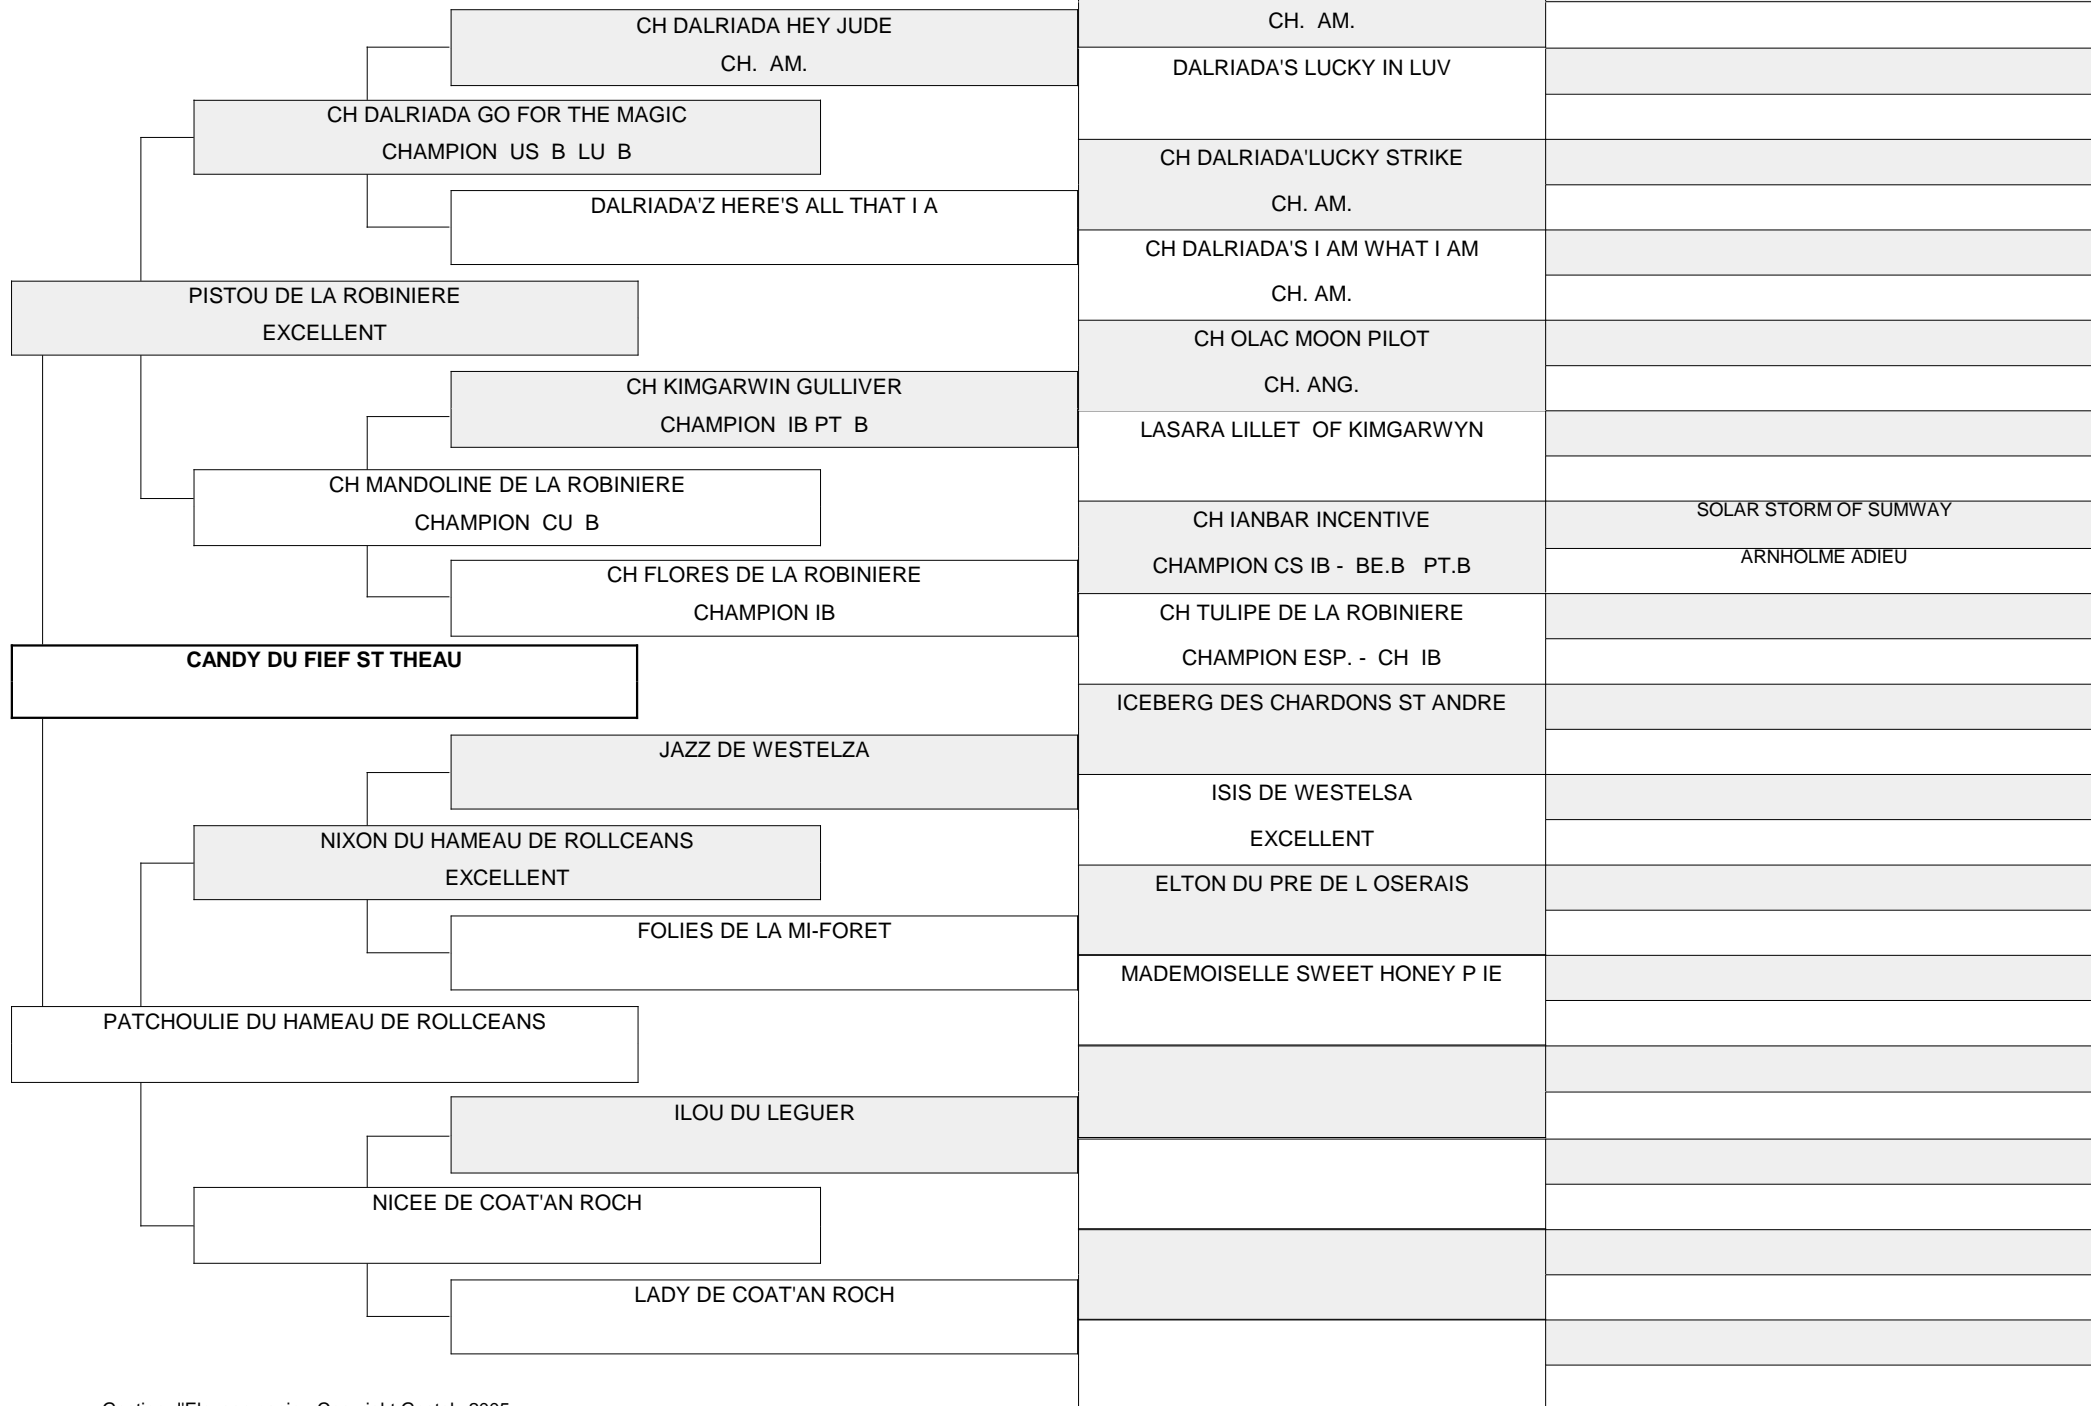 CH DALRIADA HEY JUDE
CH. AM.
CH. AM.
DALRIADA'S LUCKY IN LUV
CH DALRIADA GO FOR THE MAGIC
CHAMPION US B LU B
CH DALRIADA'LUCKY STRIKE
CH. AM.
DALRIADA'Z HERE'S ALL THAT I A
CH DALRIADA'S I AM WHAT I AM
CH. AM.
PISTOU DE LA ROBINIERE
EXCELLENT
CH OLAC MOON PILOT
CH. ANG.
CH KIMGARWIN GULLIVER
CHAMPION IB PT B
LASARA LILLET OF KIMGARWYN
CH MANDOLINE DE LA ROBINIERE
CHAMPION CU B
CH IANBAR INCENTIVE
CHAMPION CS IB - BE.B PT.B
SOLAR STORM OF SUMWAY
ARNHOLME ADIEU
CH FLORES DE LA ROBINIERE
CHAMPION IB
CH TULIPE DE LA ROBINIERE
CHAMPION ESP. - CH IB
CANDY DU FIEF ST THEAU
ICEBERG DES CHARDONS ST ANDRE
JAZZ DE WESTELZA
ISIS DE WESTELSA
EXCELLENT
NIXON DU HAMEAU DE ROLLCEANS
EXCELLENT
ELTON DU PRE DE L OSERAIS
FOLIES DE LA MI-FORET
MADEMOISELLE SWEET HONEY P IE
PATCHOULIE DU HAMEAU DE ROLLCEANS
ILOU DU LEGUER
NICEE DE COAT'AN ROCH
LADY DE COAT'AN ROCH